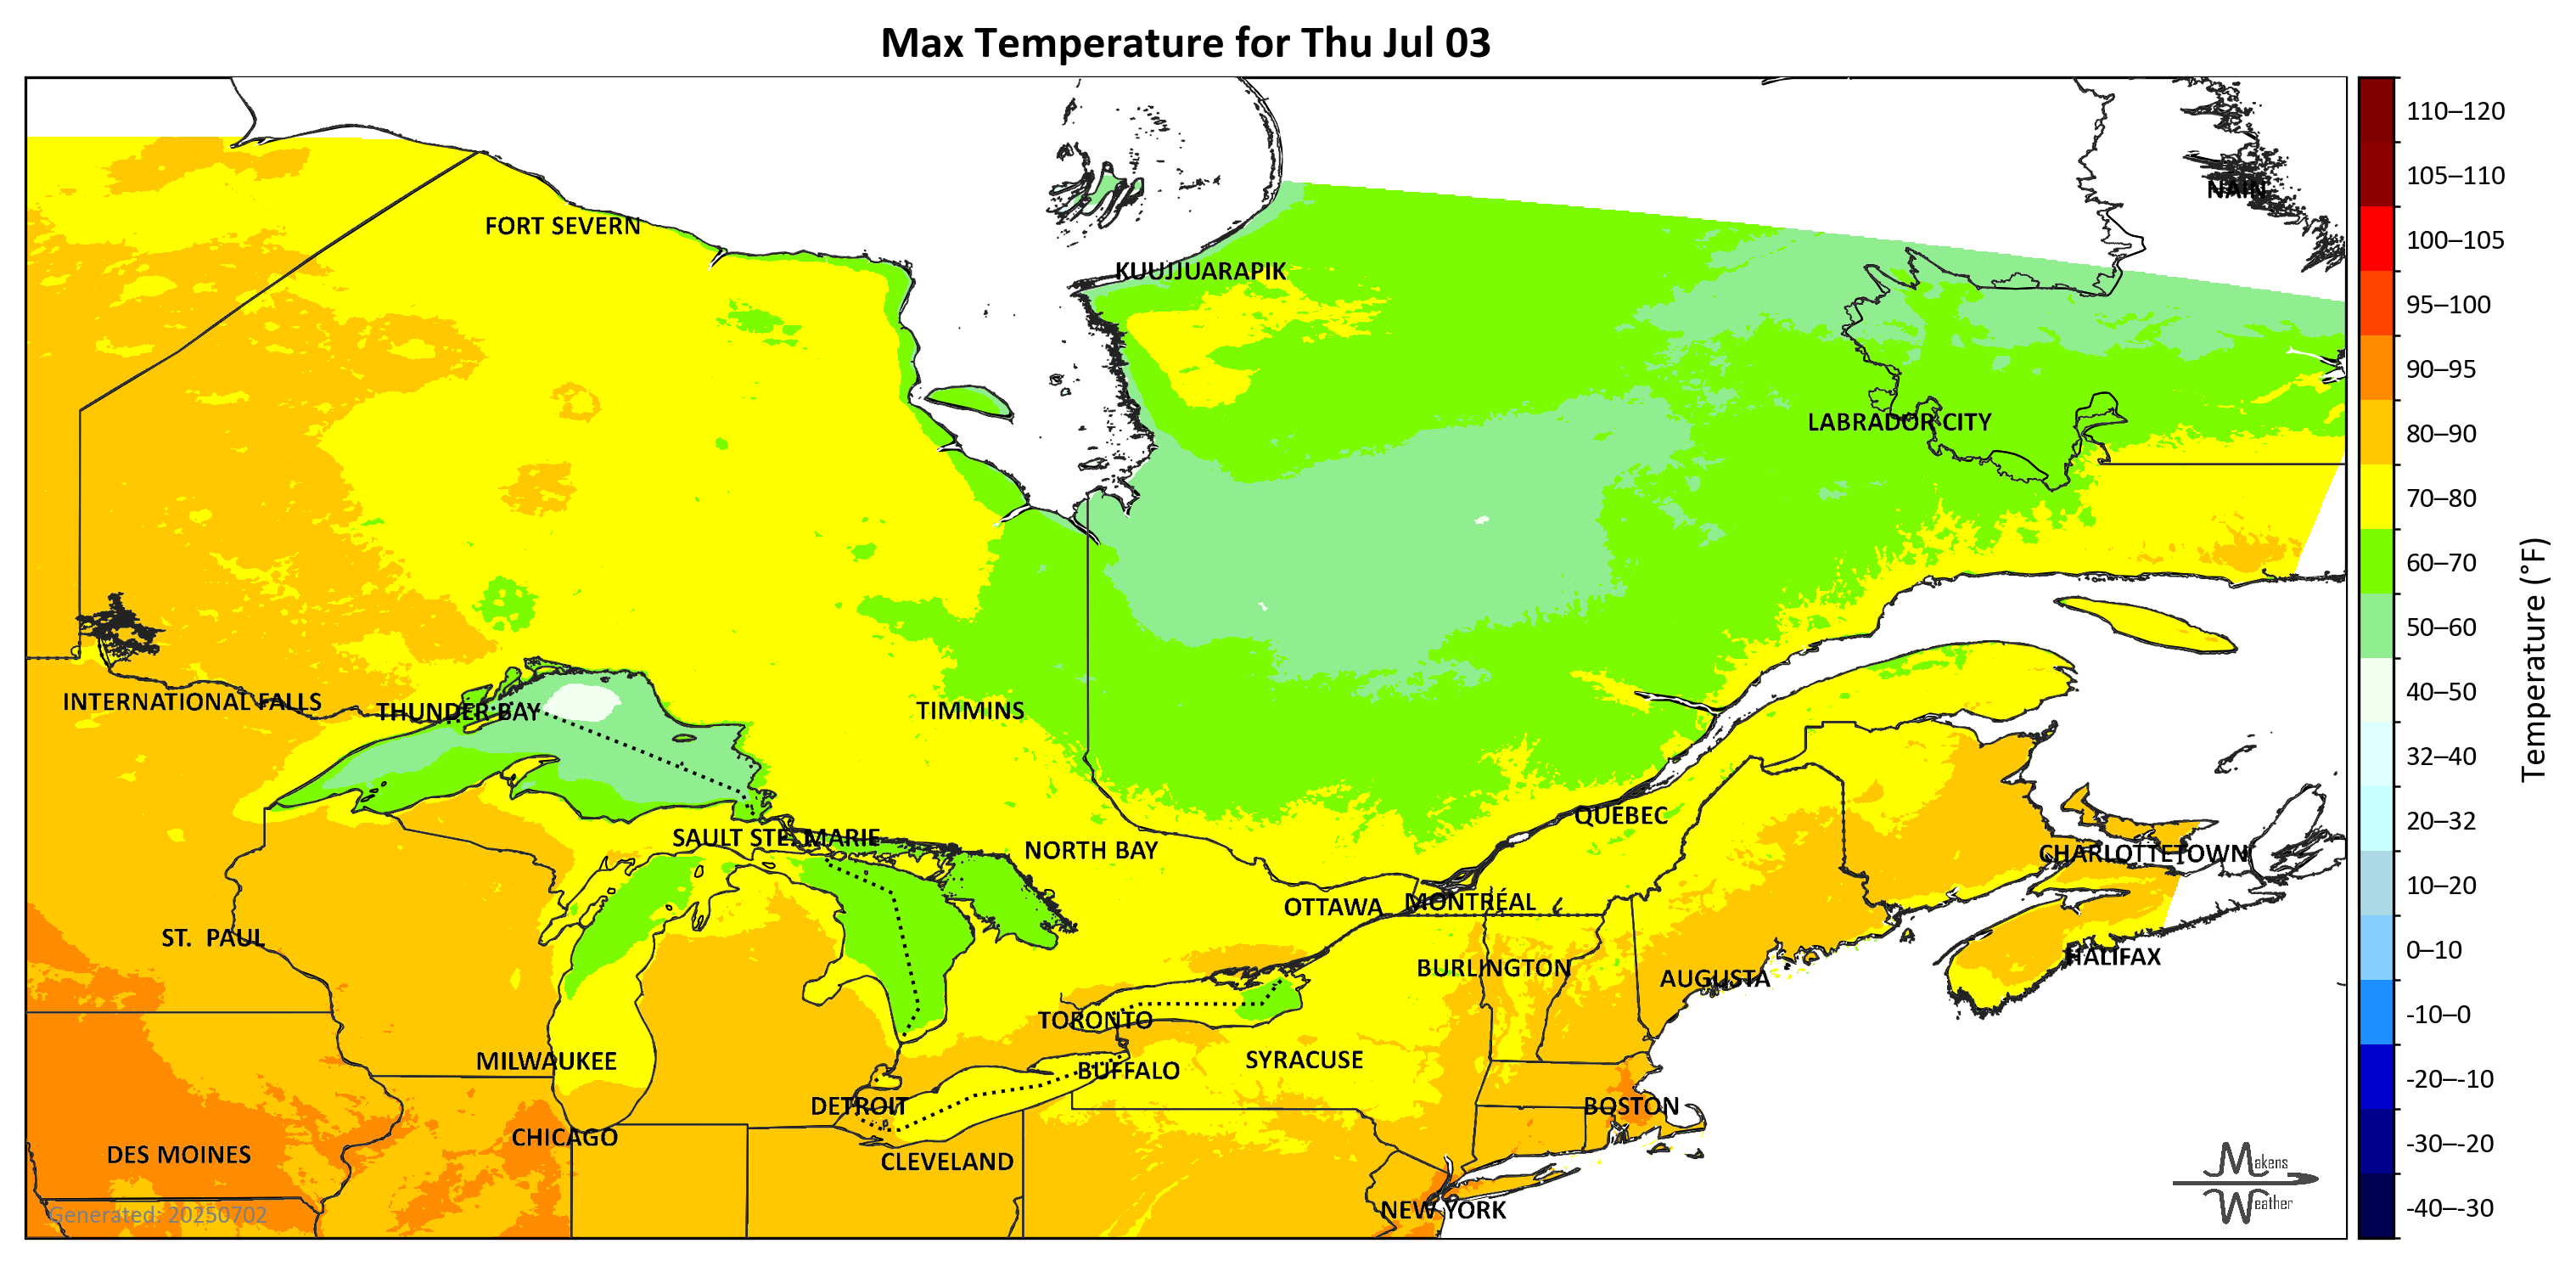 Max Temperature for Thu Jul 03
NAIN
FORT SEVERN
KUUJJUARAPIK
LABRADOR CITY
INTERNATIONAL FALLS
THUNDER BAY
TIMMINS
QUEBEC
SAULT STE. MARIE
NORTH BAY
CHARLOTTETOWN
OTTAWA
MONTRÉAL
ST. PAUL
HALIFAX
BURLINGTON
AUGUSTA
TORONTO
MILWAUKEE
BUFFALO
SYRACUSE
DETROIT
BOSTON
CHICAGO
DES MOINES
CLEVELAND
NEW YORK
Generated: 20250702
Makens
Weather
110–120
105–110
100–105
95–100
90–95
80–90
70–80
60–70
50–60
40–50
32–40
20–32
10–20
0–10
-10–0
-20–-10
-30–-20
-40–-30
Temperature (°F)